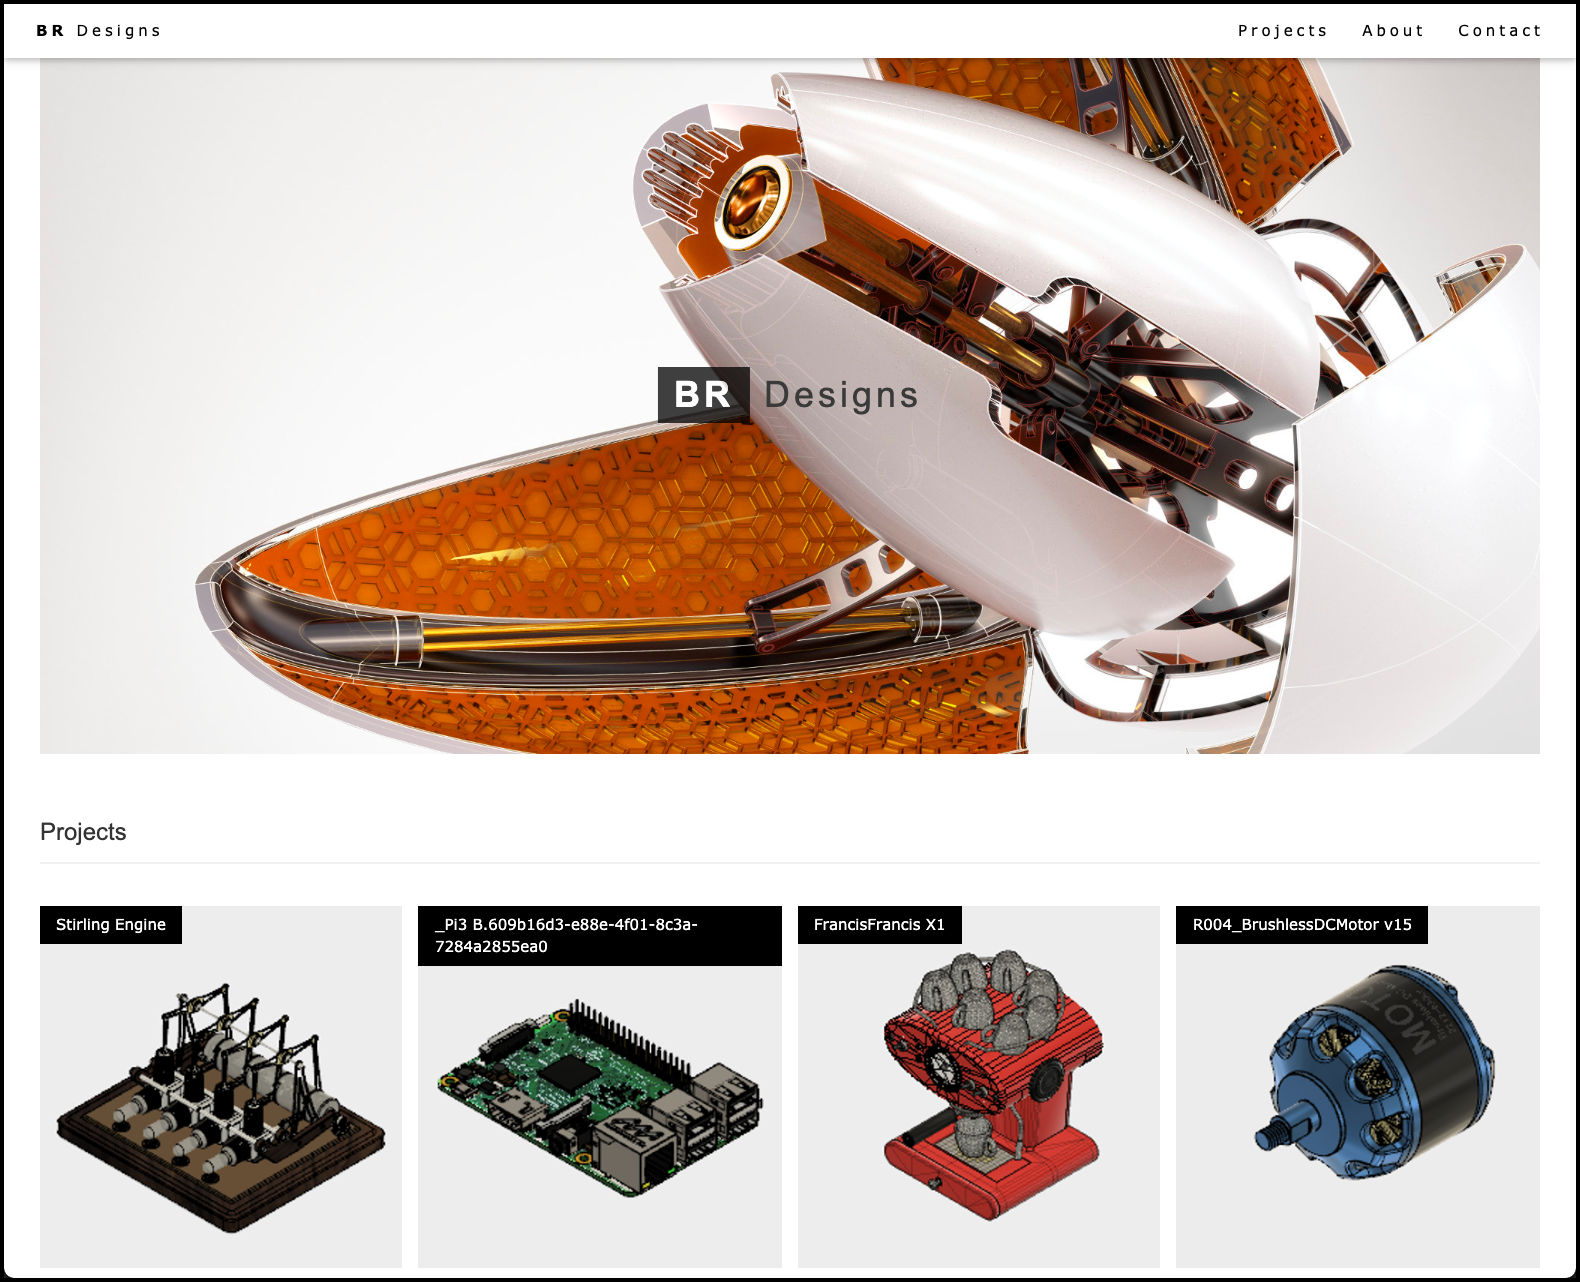 BR Designs
Projects About Contact
BR Designs
Projects
Stirling Engine
_Pi3 B.609b16d3-e88e-4f01-8c3a-
7284a2855ea0
FrancisFrancis X1
R004_BrushlessDCMotor v15